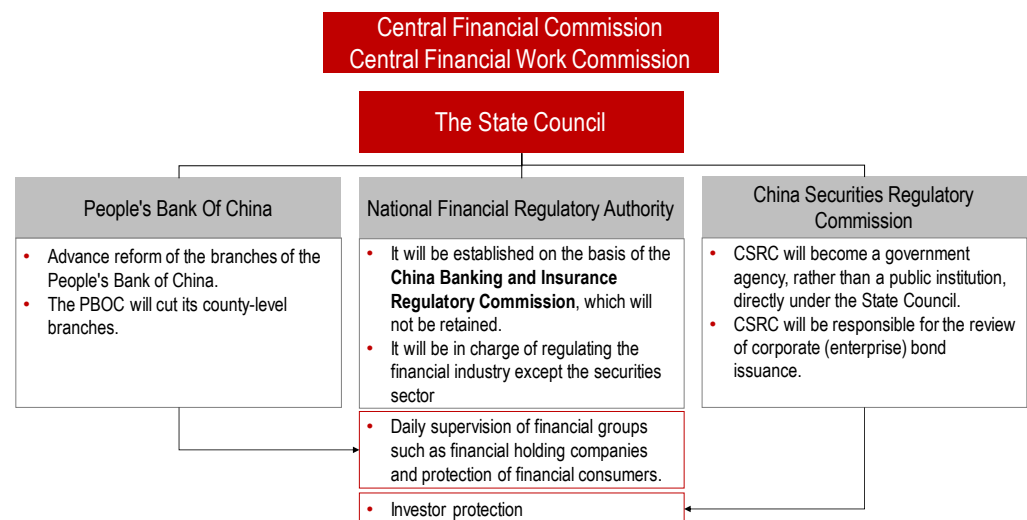 Central Financial Commission
Central Financial Work Commission
The State Council
People's Bank Of China
• Advance reform of the branches of the
People's Bank of China.
• The PBOC will cut its county-level
branches.
National Financial Regulatory Authority
• It will be established on the basis of the
China Banking and Insurance
Regulatory Commission, which will
not be retained.
• It will be in charge of regulating the
financial industry except the securities
sector
China Securities Regulatory
Commission
• CSRC will become a government
agency, rather than a public institution,
directly under the State Council.
• CSRC will be responsible for the review
of corporate (enterprise) bond
issuance.
• Daily supervision of financial groups
such as financial holding companies
and protection of financial consumers.
• Investor protection